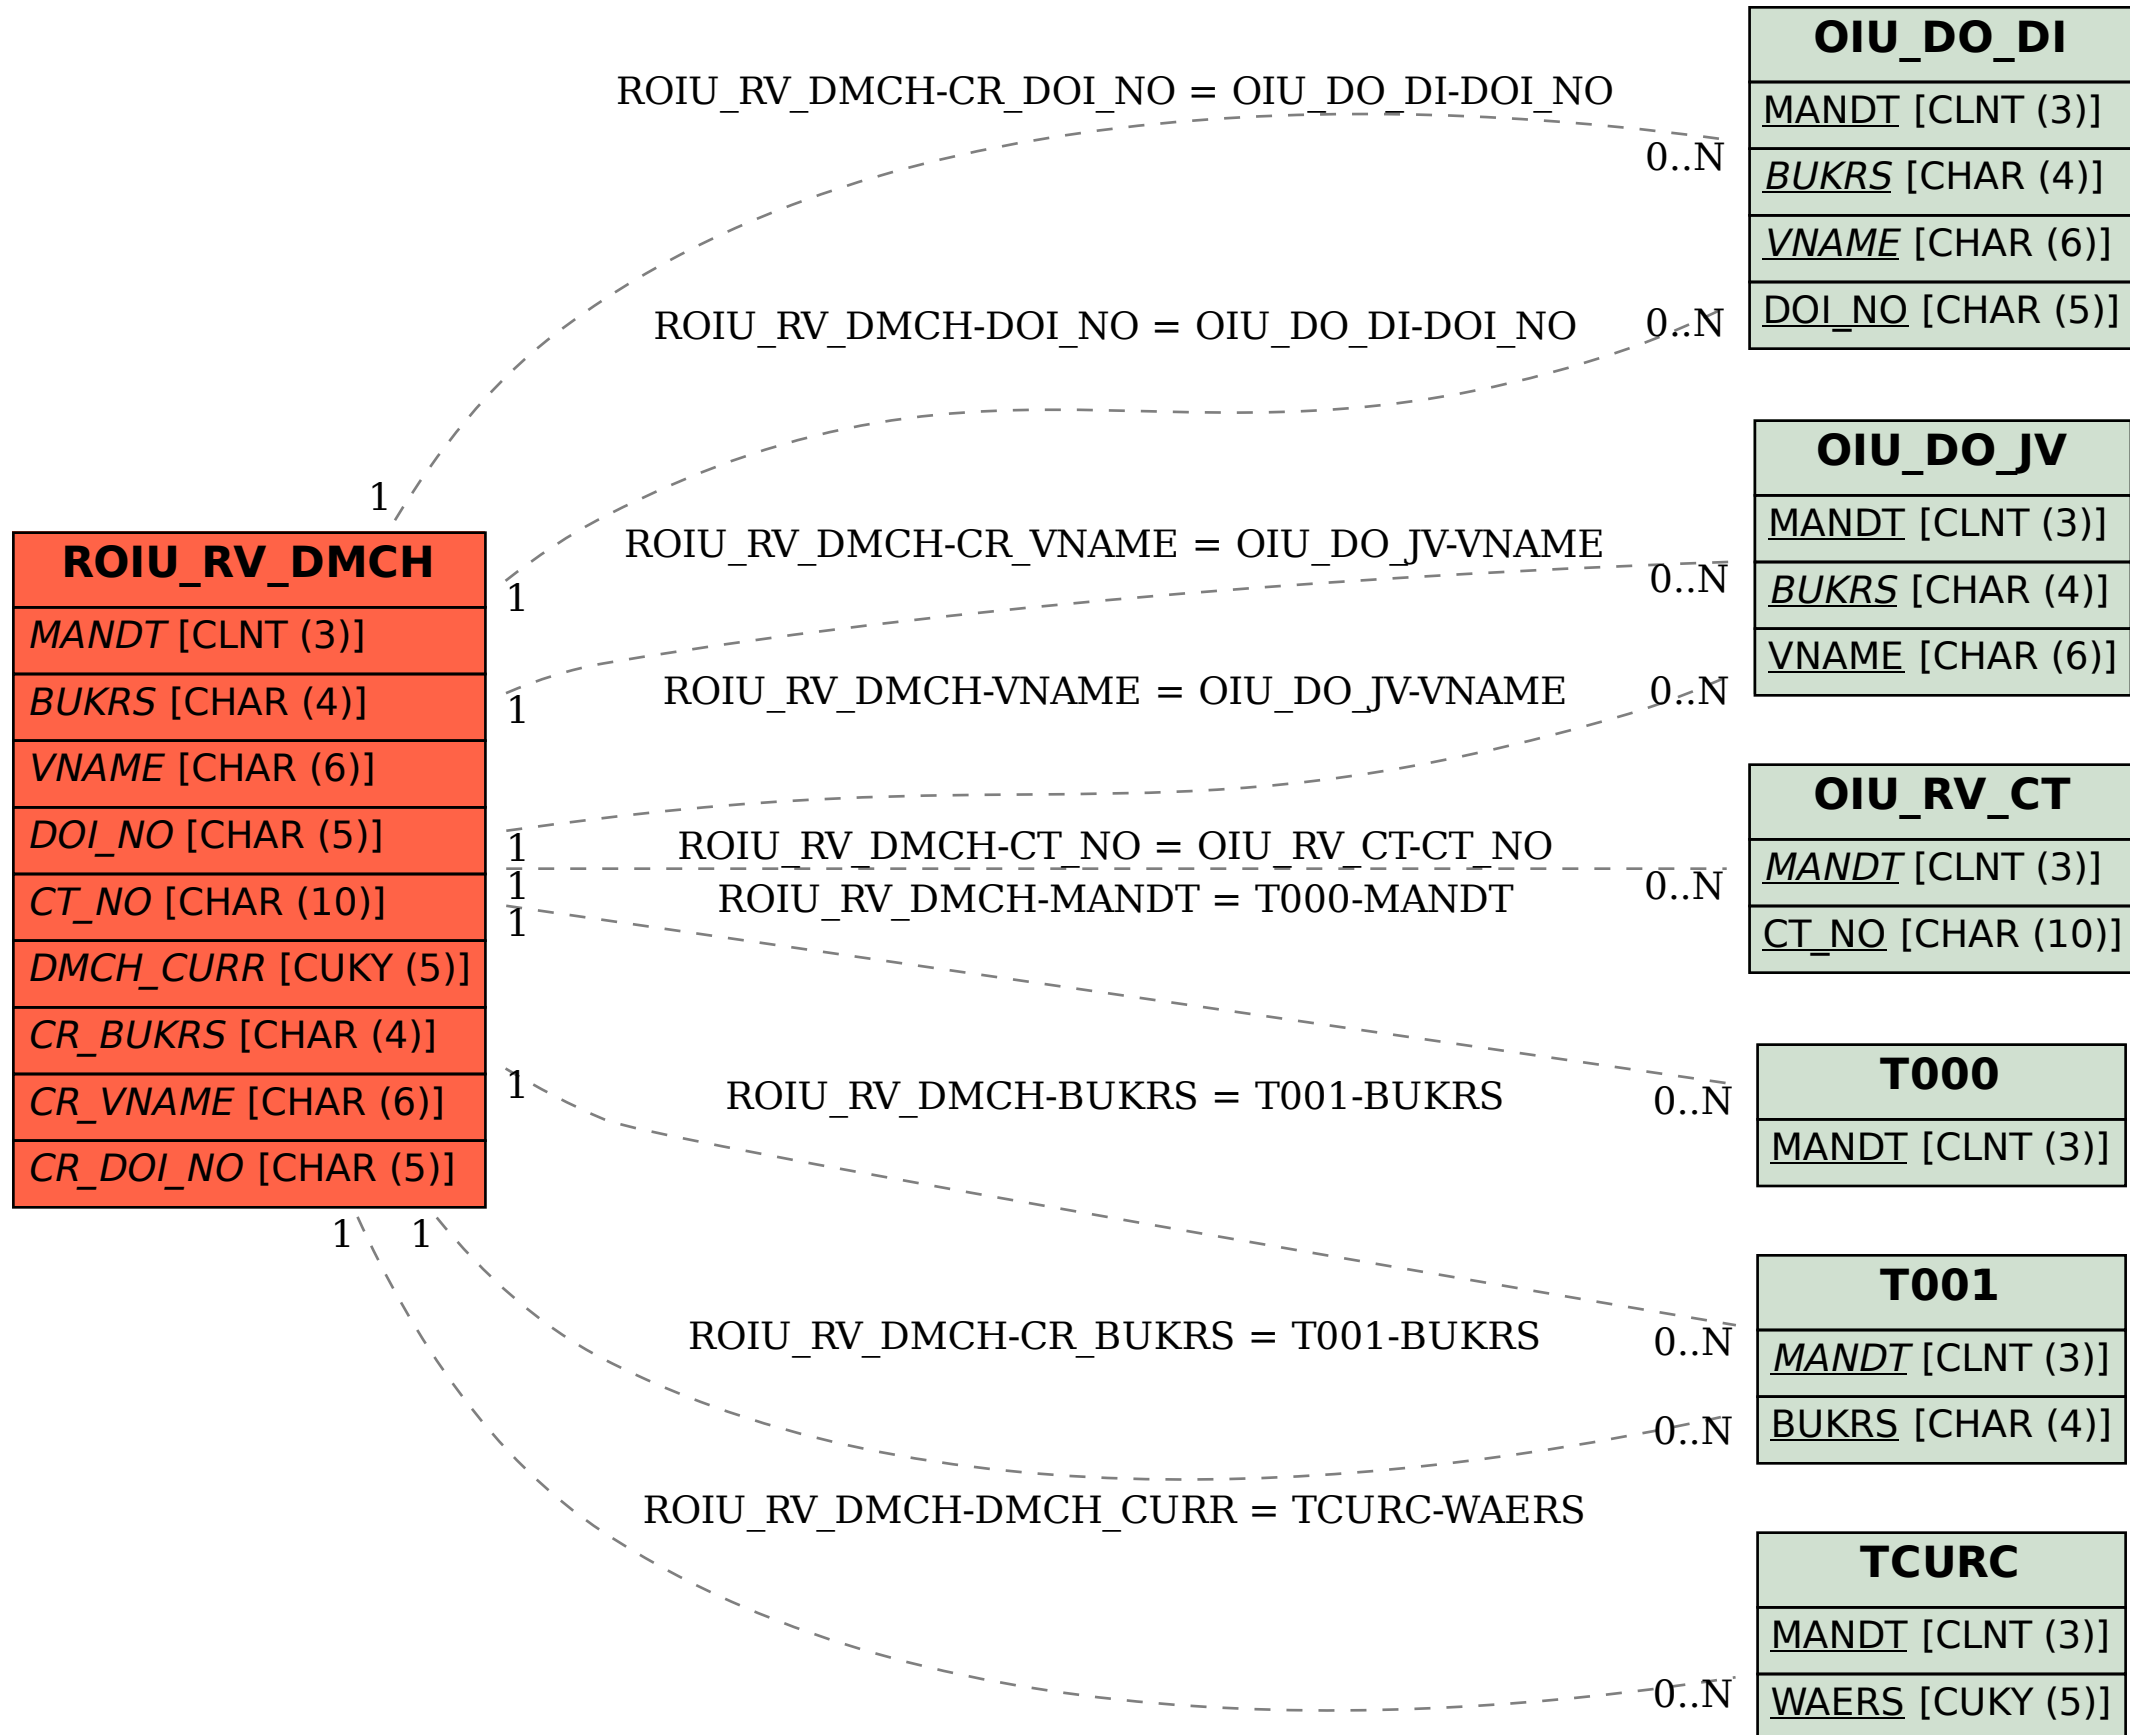 ROIU_RV_DMCH
MANDT [CLNT (3)]
BUKRS [CHAR (4)]
VNAME [CHAR (6)]
DOI_NO [CHAR (5)]
CT_NO [CHAR (10)]
DMCH_CURR [CUKY (5)]
CR_BUKRS [CHAR (4)]
CR_VNAME [CHAR (6)]
CR_DOI_NO [CHAR (5)]
ROIU_RV_DMCH-CR_DOI_NO = OIU_DO_DI-DOI_NO
1
0..N
ROIU_RV_DMCH-DOI_NO = OIU_DO_DI-DOI_NO
1
0..N
ROIU_RV_DMCH-CR_VNAME = OIU_DO_JV-VNAME
1
0..N
ROIU_RV_DMCH-VNAME = OIU_DO_JV-VNAME
1
0..N
ROIU_RV_DMCH-CT_NO = OIU_RV_CT-CT_NO
1
0..N
ROIU_RV_DMCH-MANDT = T000-MANDT
1
0..N
ROIU_RV_DMCH-BUKRS = T001-BUKRS
1
0..N
ROIU_RV_DMCH-CR_BUKRS = T001-BUKRS
1
0..N
ROIU_RV_DMCH-DMCH_CURR = TCURC-WAERS
1
0..N
OIU_DO_DI
MANDT [CLNT (3)]
BUKRS [CHAR (4)]
VNAME [CHAR (6)]
DOI_NO [CHAR (5)]
OIU_DO_JV
MANDT [CLNT (3)]
BUKRS [CHAR (4)]
VNAME [CHAR (6)]
OIU_RV_CT
MANDT [CLNT (3)]
CT_NO [CHAR (10)]
T000
MANDT [CLNT (3)]
T001
MANDT [CLNT (3)]
BUKRS [CHAR (4)]
TCURC
MANDT [CLNT (3)]
WAERS [CUKY (5)]